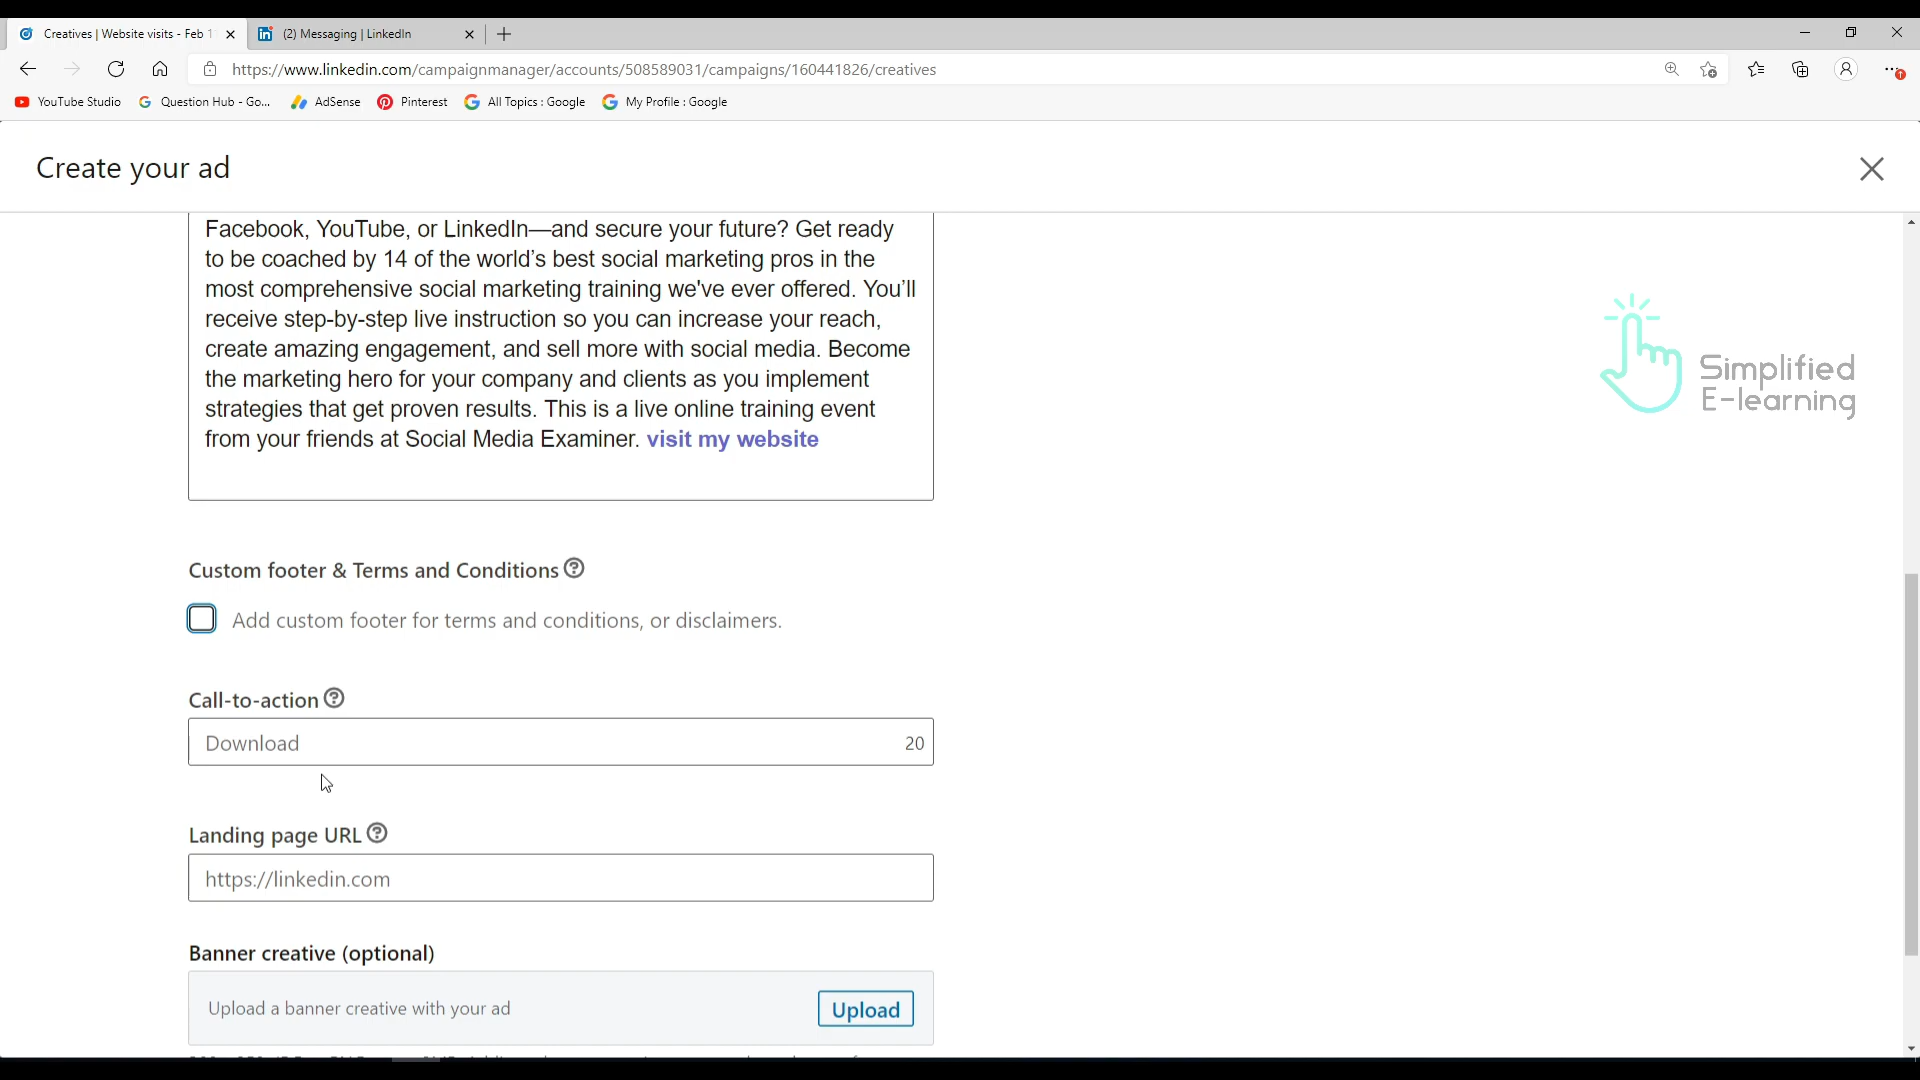 Creatives | Website visits - Feb 1
(2) Messaging | LinkedIn
https://www.linkedin.com/campaignmanager/accounts/508589031/campaigns/160441826/creatives
YouTube Studio
Question Hub - Go...
AdSense
Pinterest
All Topics : Google
My Profile : Google
Create your ad
Facebook, YouTube, or LinkedIn—and secure your future? Get ready
to be coached by 14 of the world’s best social marketing pros in the
most comprehensive social marketing training we've ever offered. You’ll
receive step-by-step live instruction so you can increase your reach,
create amazing engagement, and sell more with social media. Become
the marketing hero for your company and clients as you implement
strategies that get proven results. This is a live online training event
from your friends at Social Media Examiner. visit my website
Simplified
E-learning
Custom footer & Terms and Conditions
Add custom footer for terms and conditions, or disclaimers.
Call-to-action
Download 20
Landing page URL
https://linkedin.com
Banner creative (optional)
Upload a banner creative with your ad
Upload